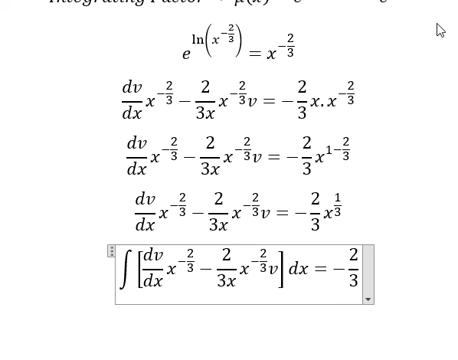 Integrating Factor
e^{ln(x^{-2/3})} = x^{-2/3}
dv/dx x^{-2/3} − 2/3x x^{-2/3}v = −2/3 x.x^{-2/3}
dv/dx x^{-2/3} − 2/3x x^{-2/3}v = −2/3 x^{1−2/3}
dv/dx x^{-2/3} − 2/3x x^{-2/3}v = −2/3 x^{1/3}
∫[dv/dx x^{-2/3} − 2/3x x^{-2/3}v] dx = −2/3